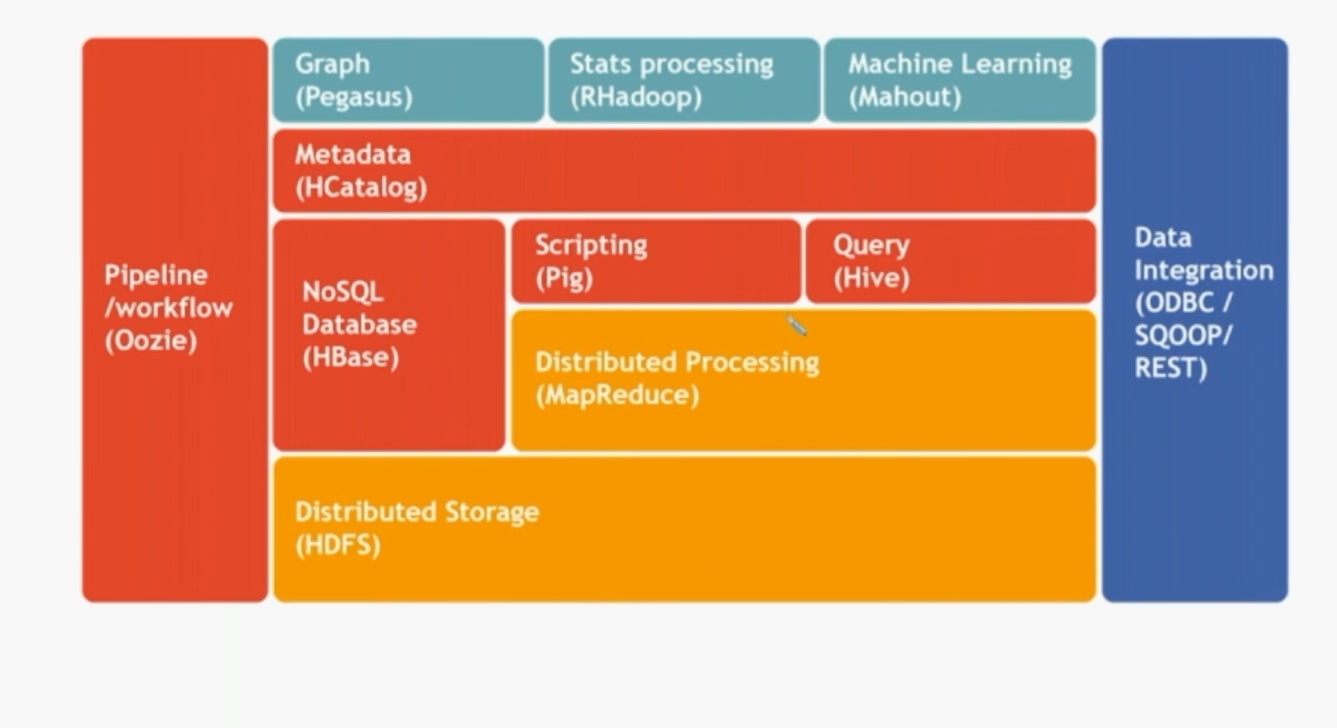 Pipeline
/workflow
(Oozie)
Graph
(Pegasus)
Stats processing
(RHadoop)
Machine Learning
(Mahout)
Metadata
(HCatalog)
NoSQL
Database
(HBase)
Scripting
(Pig)
Query
(Hive)
Distributed Processing
(MapReduce)
Distributed Storage
(HDFS)
Data
Integration
(ODBC /
SQOOP/
REST)